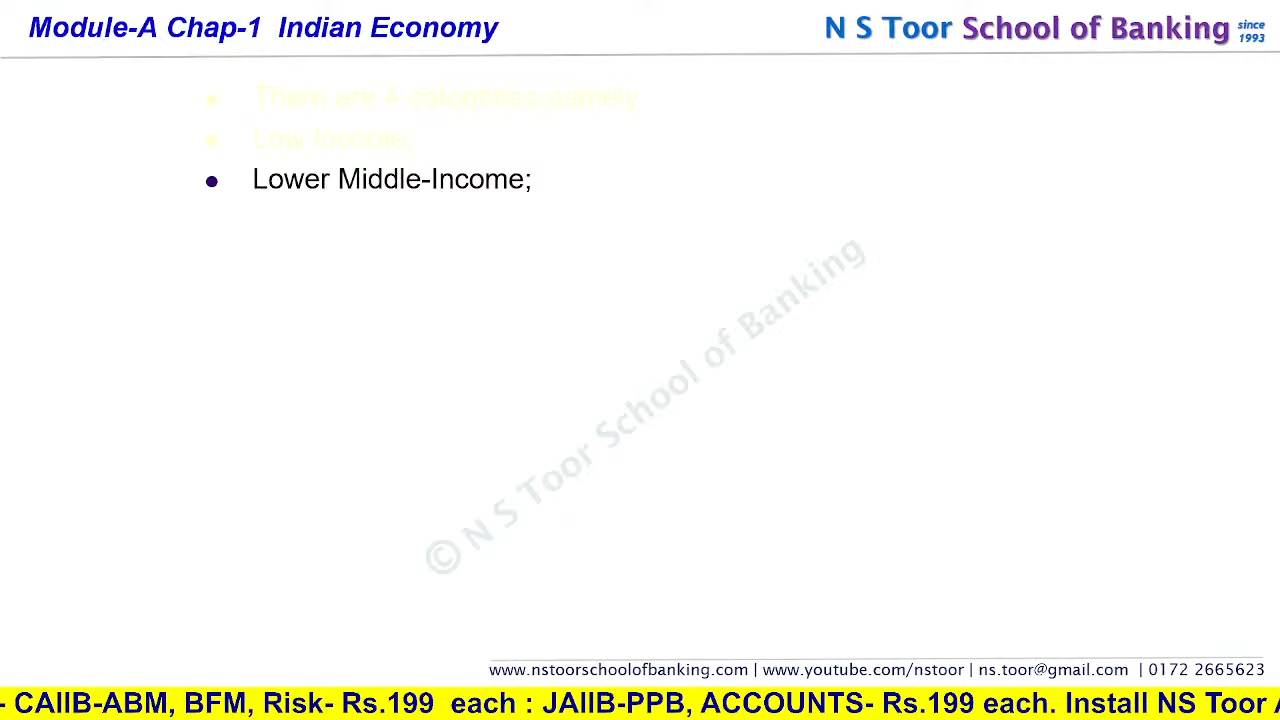 Module-A Chap-1 Indian Economy
N S Toor School of Banking since 1993
There are 4 categories namely
Low Income;
Lower Middle-Income;
© N S Toor School of Banking
www.nstoorschoolofbanking.com | www.youtube.com/nstoor | ns.toor@gmail.com | 0172 2665623
- CAIIB-ABM, BFM, Risk- Rs.199 each : JAIIB-PPB, ACCOUNTS- Rs.199 each. Install NS Toor